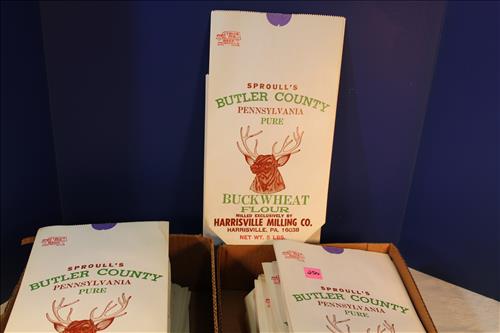 SPROULL'S
BUTLER COUNTY
PENNSYLVANIA
PURE
BUCKWHEAT
FLOUR
MILLED EXCLUSIVELY BY
HARRISVILLE MILLING CO.
HARRISVILLE, PA. 16038
NET WT. 5 LBS.
SPROULL'S
BUTLER COUNTY
PENNSYLVANIA
PURE
SPROULL'S
BUTLER COUNTY
PENNSYLVANIA
PURE